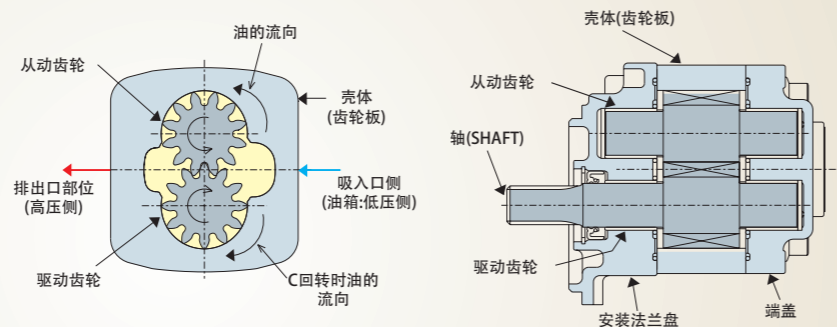 油的流向
从动齿轮
壳体
(齿轮板)
排出口部位
(高压侧)
吸入口侧
(油箱:低压侧)
驱动齿轮
C回转时油的
流向
壳体(齿轮板)
从动齿轮
轴(SHAFT)
驱动齿轮
安装法兰盘
端盖